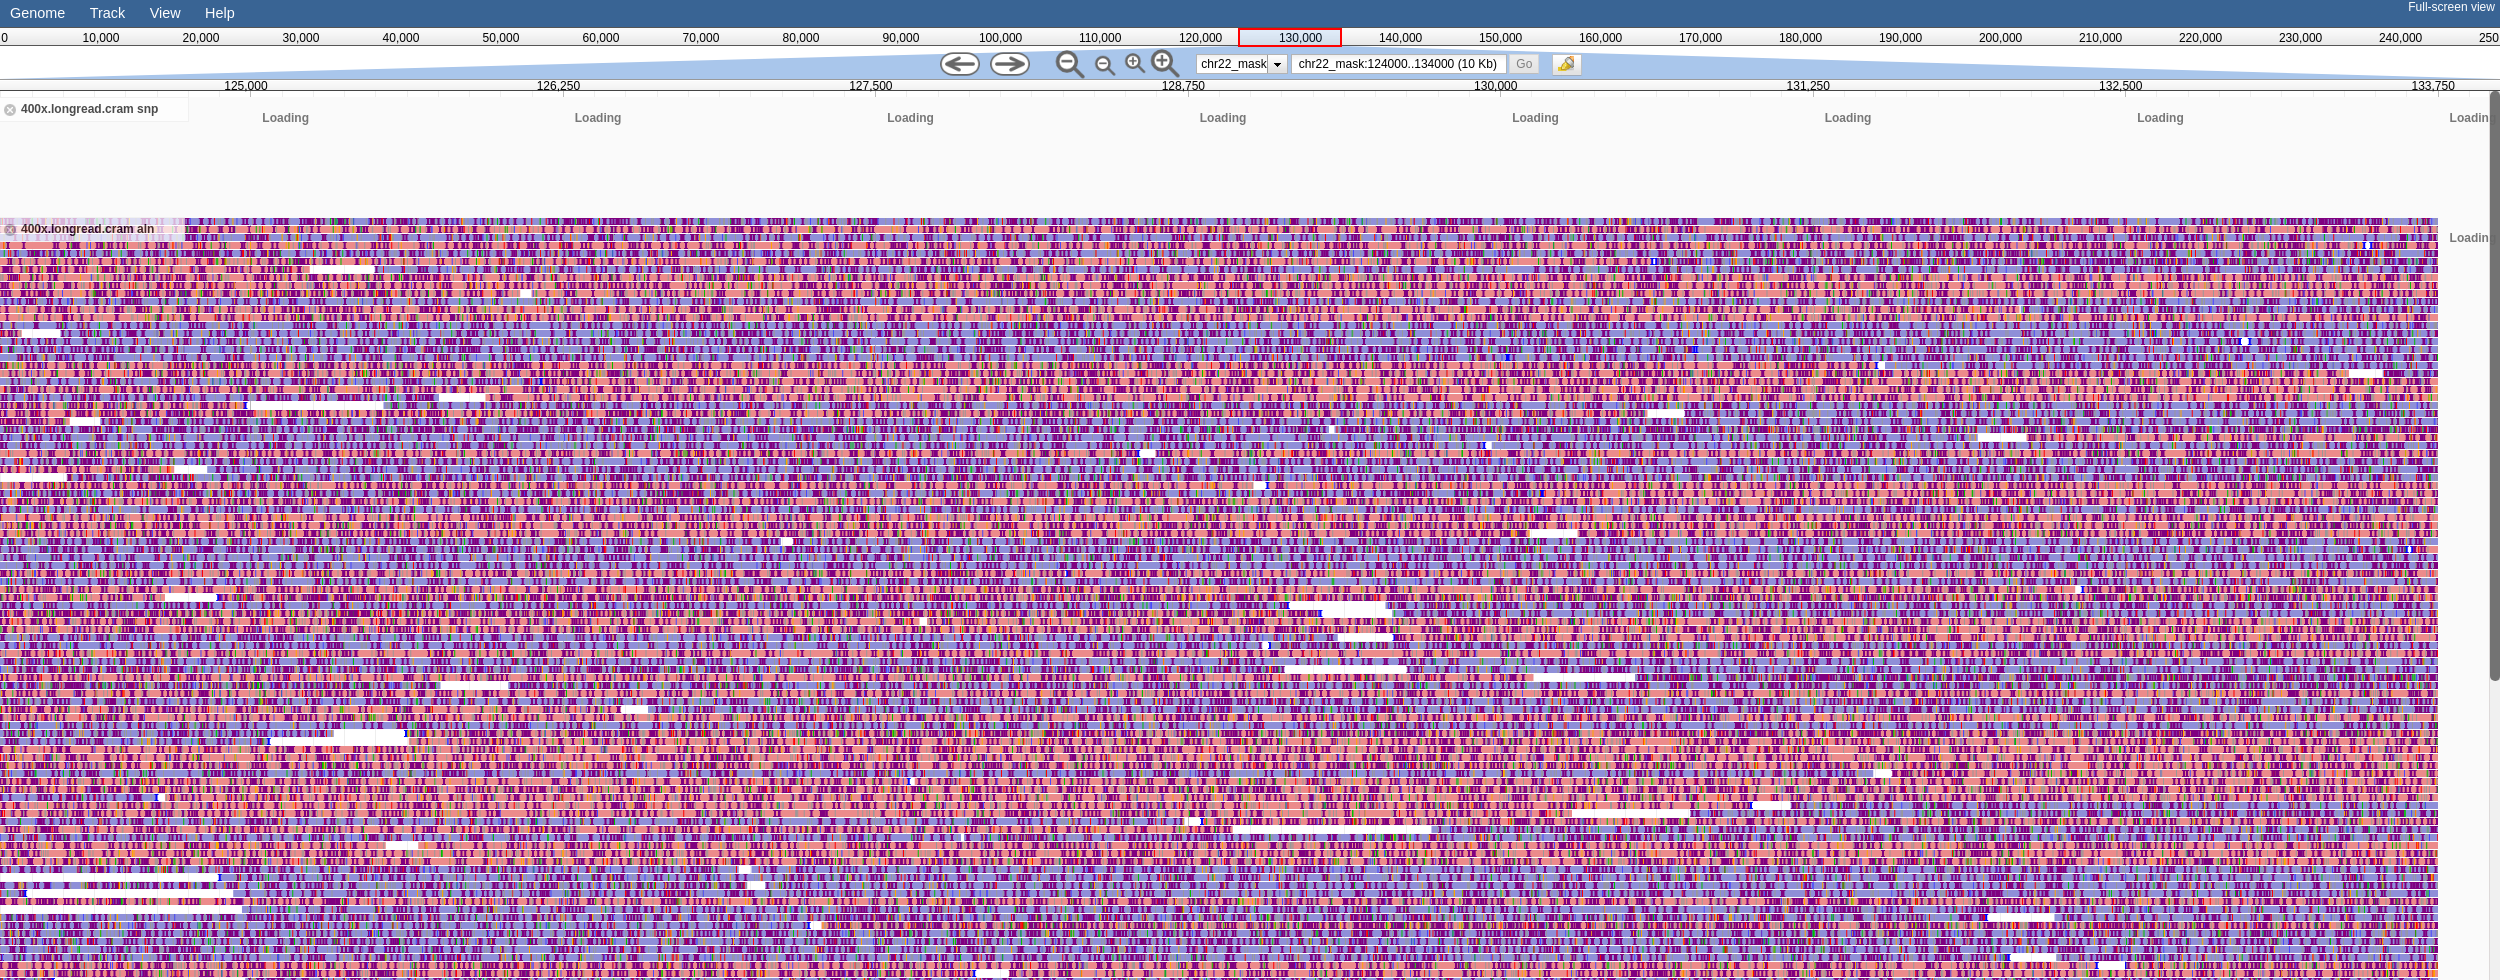 Genome Track View Help Full-screen view
0 10,000 20,000 30,000 40,000 50,000 60,000 70,000 80,000 90,000 100,000 110,000 120,000 130,000 140,000 150,000 160,000 170,000 180,000 190,000 200,000 210,000 220,000 230,000 240,000 250
chr22_mask chr22_mask:124000..134000 (10 Kb) Go
125,000 126,250 127,500 128,750 130,000 131,250 132,500 133,750
400x.longread.cram snp
Loading Loading Loading Loading Loading Loading Loading Loading
400x.longread.cram aln
Loading